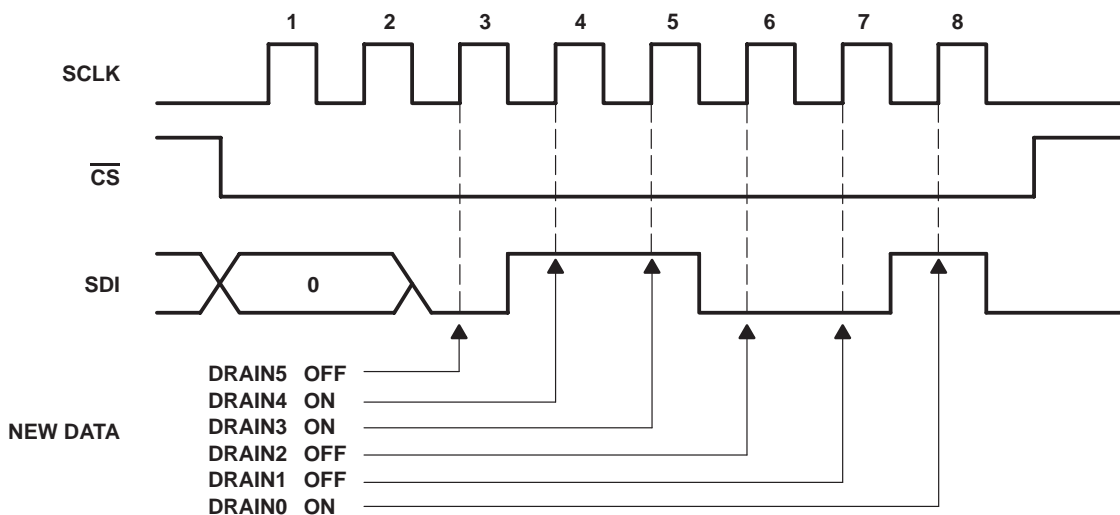 1 2 3 4 5 6 7 8
SCLK
CS
SDI
0
NEW DATA
DRAIN5 OFF
DRAIN4 ON
DRAIN3 ON
DRAIN2 OFF
DRAIN1 OFF
DRAIN0 ON